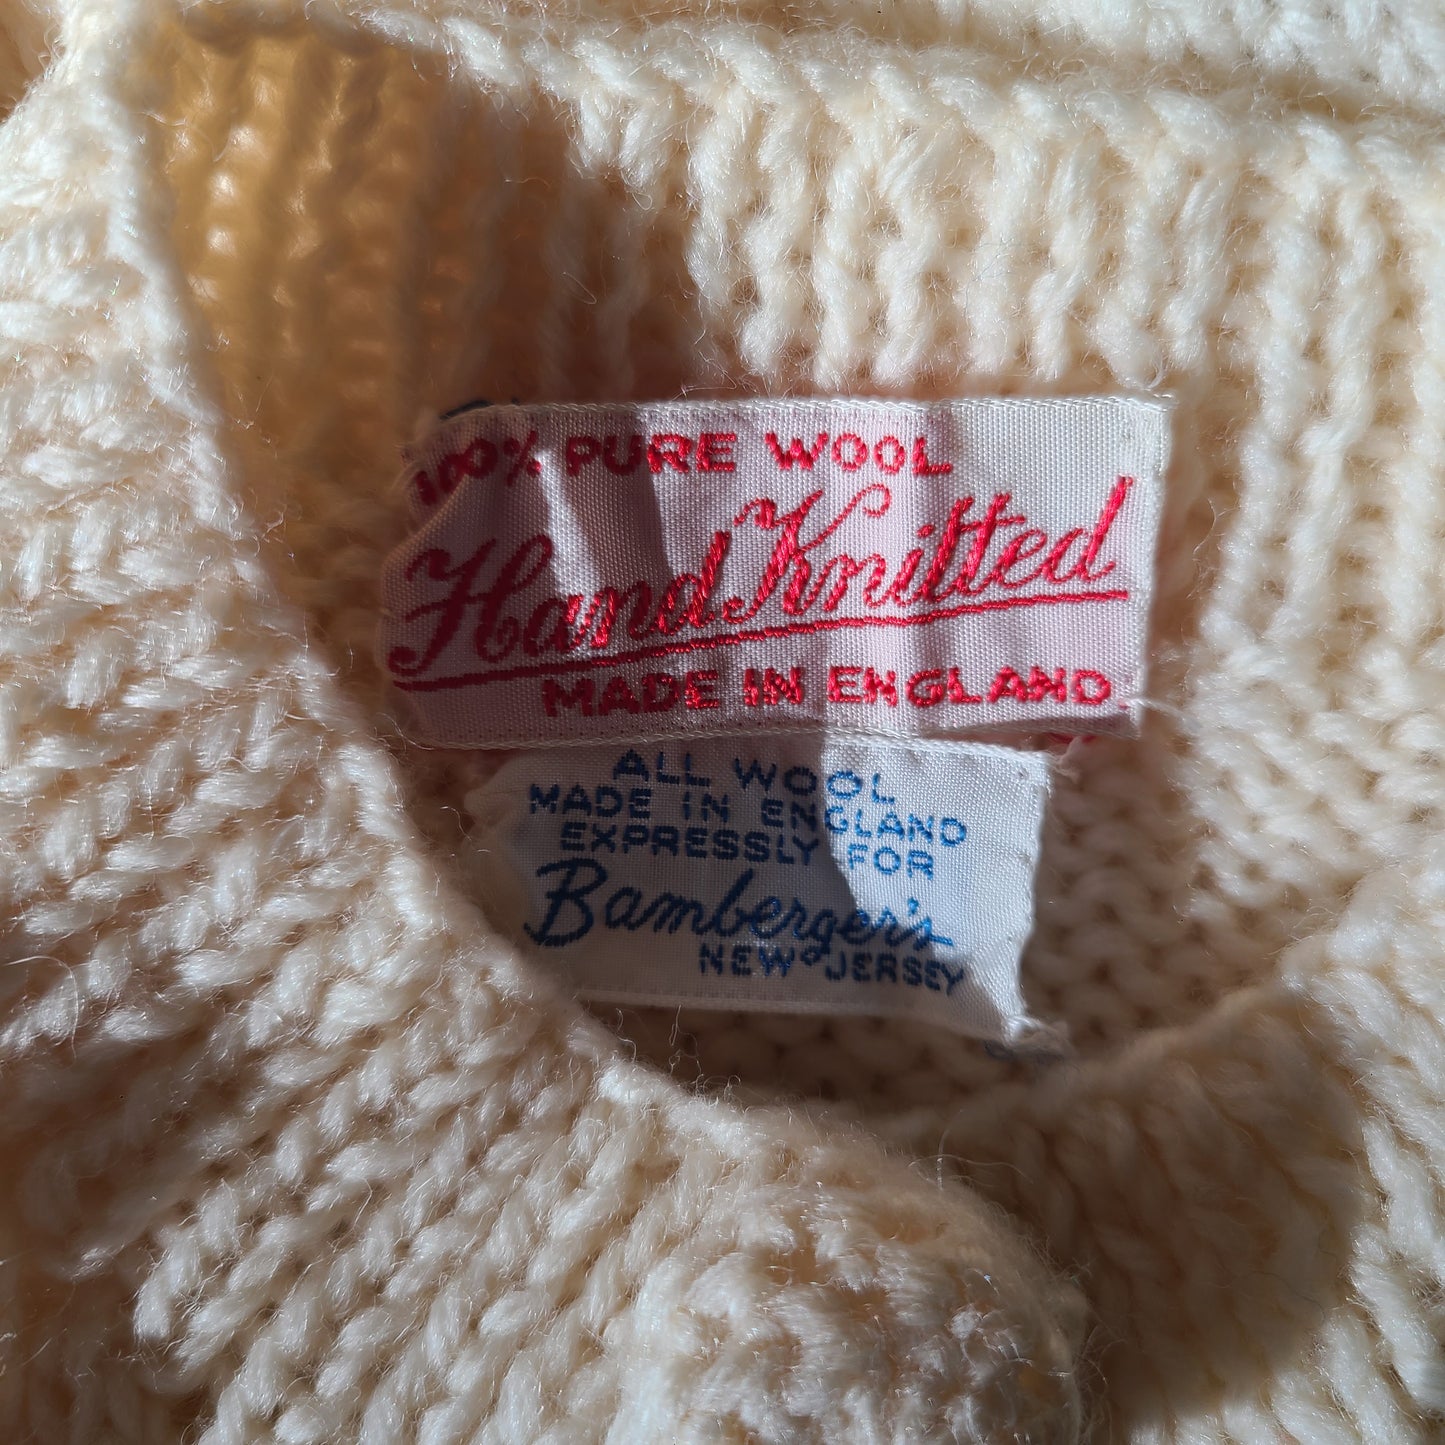 100% PURE WOOL
Hand Knitted
MADE IN ENGLAND
ALL WOOL
MADE IN ENGLAND
EXPRESSLY FOR
Bamberger's
NEW JERSEY